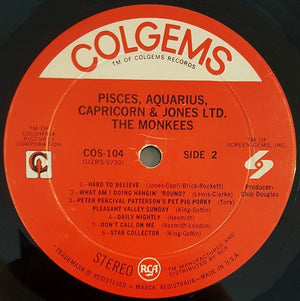 COLGEMS
TM OF COLGEMS RECORDS
PISCES, AQUARIUS,
CAPRICORN & JONES LTD.
THE MONKEES
TM OF
COLUMBIA
PICTURES
CORPORATION
TM OF
SCREEN GEMS, INC.
COS-104
(UZRS-9730)
SIDE 2
Producer:
Chip Douglas
1—HARD TO BELIEVE (Jones-Capli-Brick-Rockett)
2—WHAT AM I DOING HANGIN' 'ROUND? (Lewis-Clarke)
3—PETER PERCIVAL PATTERSON'S PET PIG PORKY (Tork)
PLEASANT VALLEY SUNDAY (King-Goffin)
4—DAILY NIGHTLY (Nesmith)
5—DON'T CALL ON ME (Nesmith-London)
6—STAR COLLECTOR (King-Goffin)
STEREO
RCA
TM MANUFACTURED AND
DISTRIBUTED BY
TRADEMARK ® REGISTERED • MARCA REGISTRADA • MADE IN U.S.A.